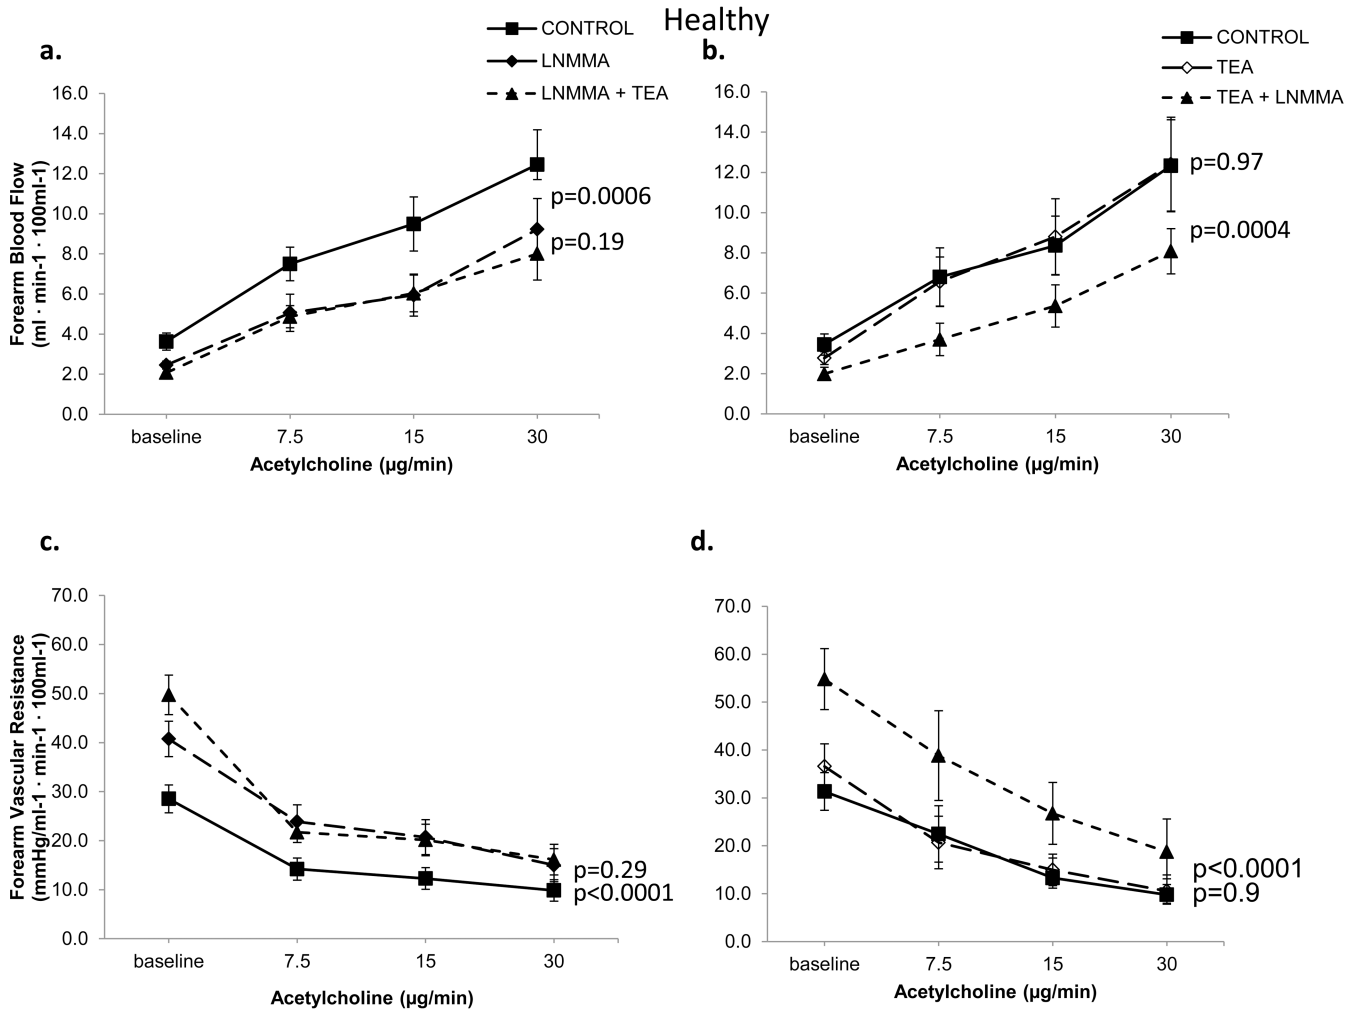 Healthy
a.
CONTROL
LNMMA
LNMMA + TEA
16.0
14.0
12.0
10.0
8.0
6.0
4.0
2.0
0.0
Forearm Blood Flow
(ml · min-1 · 100ml-1)
p=0.0006
p=0.19
baseline 7.5 15 30
Acetylcholine (µg/min)
b.
CONTROL
TEA
TEA + LNMMA
16.0
14.0
12.0
10.0
8.0
6.0
4.0
2.0
0.0
p=0.97
p=0.0004
baseline 7.5 15 30
Acetylcholine (µg/min)
c.
70.0
60.0
50.0
40.0
30.0
20.0
10.0
0.0
Forearm Vascular Resistance
(mmHg/ml-1 · min-1 · 100ml-1)
p=0.29
p<0.0001
baseline 7.5 15 30
Acetylcholine (µg/min)
d.
70.0
60.0
50.0
40.0
30.0
20.0
10.0
0.0
p<0.0001
p=0.9
baseline 7.5 15 30
Acetylcholine (µg/min)